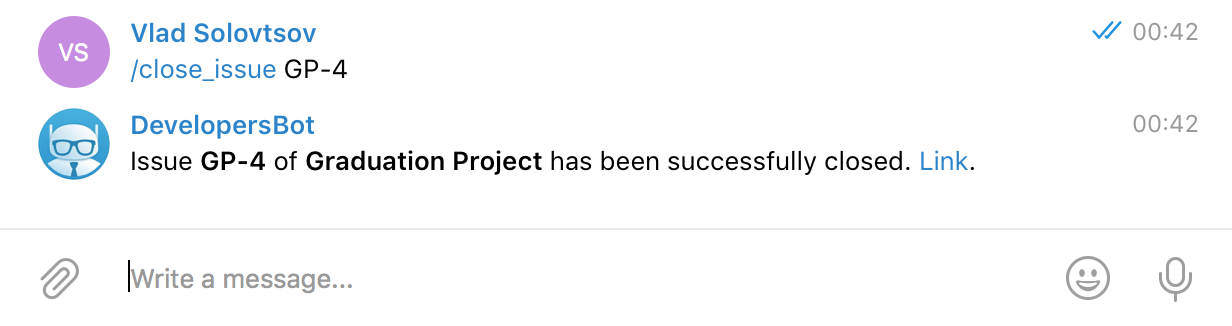 VS
Vlad Solovtsov
00:42
/close_issue GP-4
DevelopersBot
00:42
Issue GP-4 of Graduation Project has been successfully closed. Link.
Write a message...